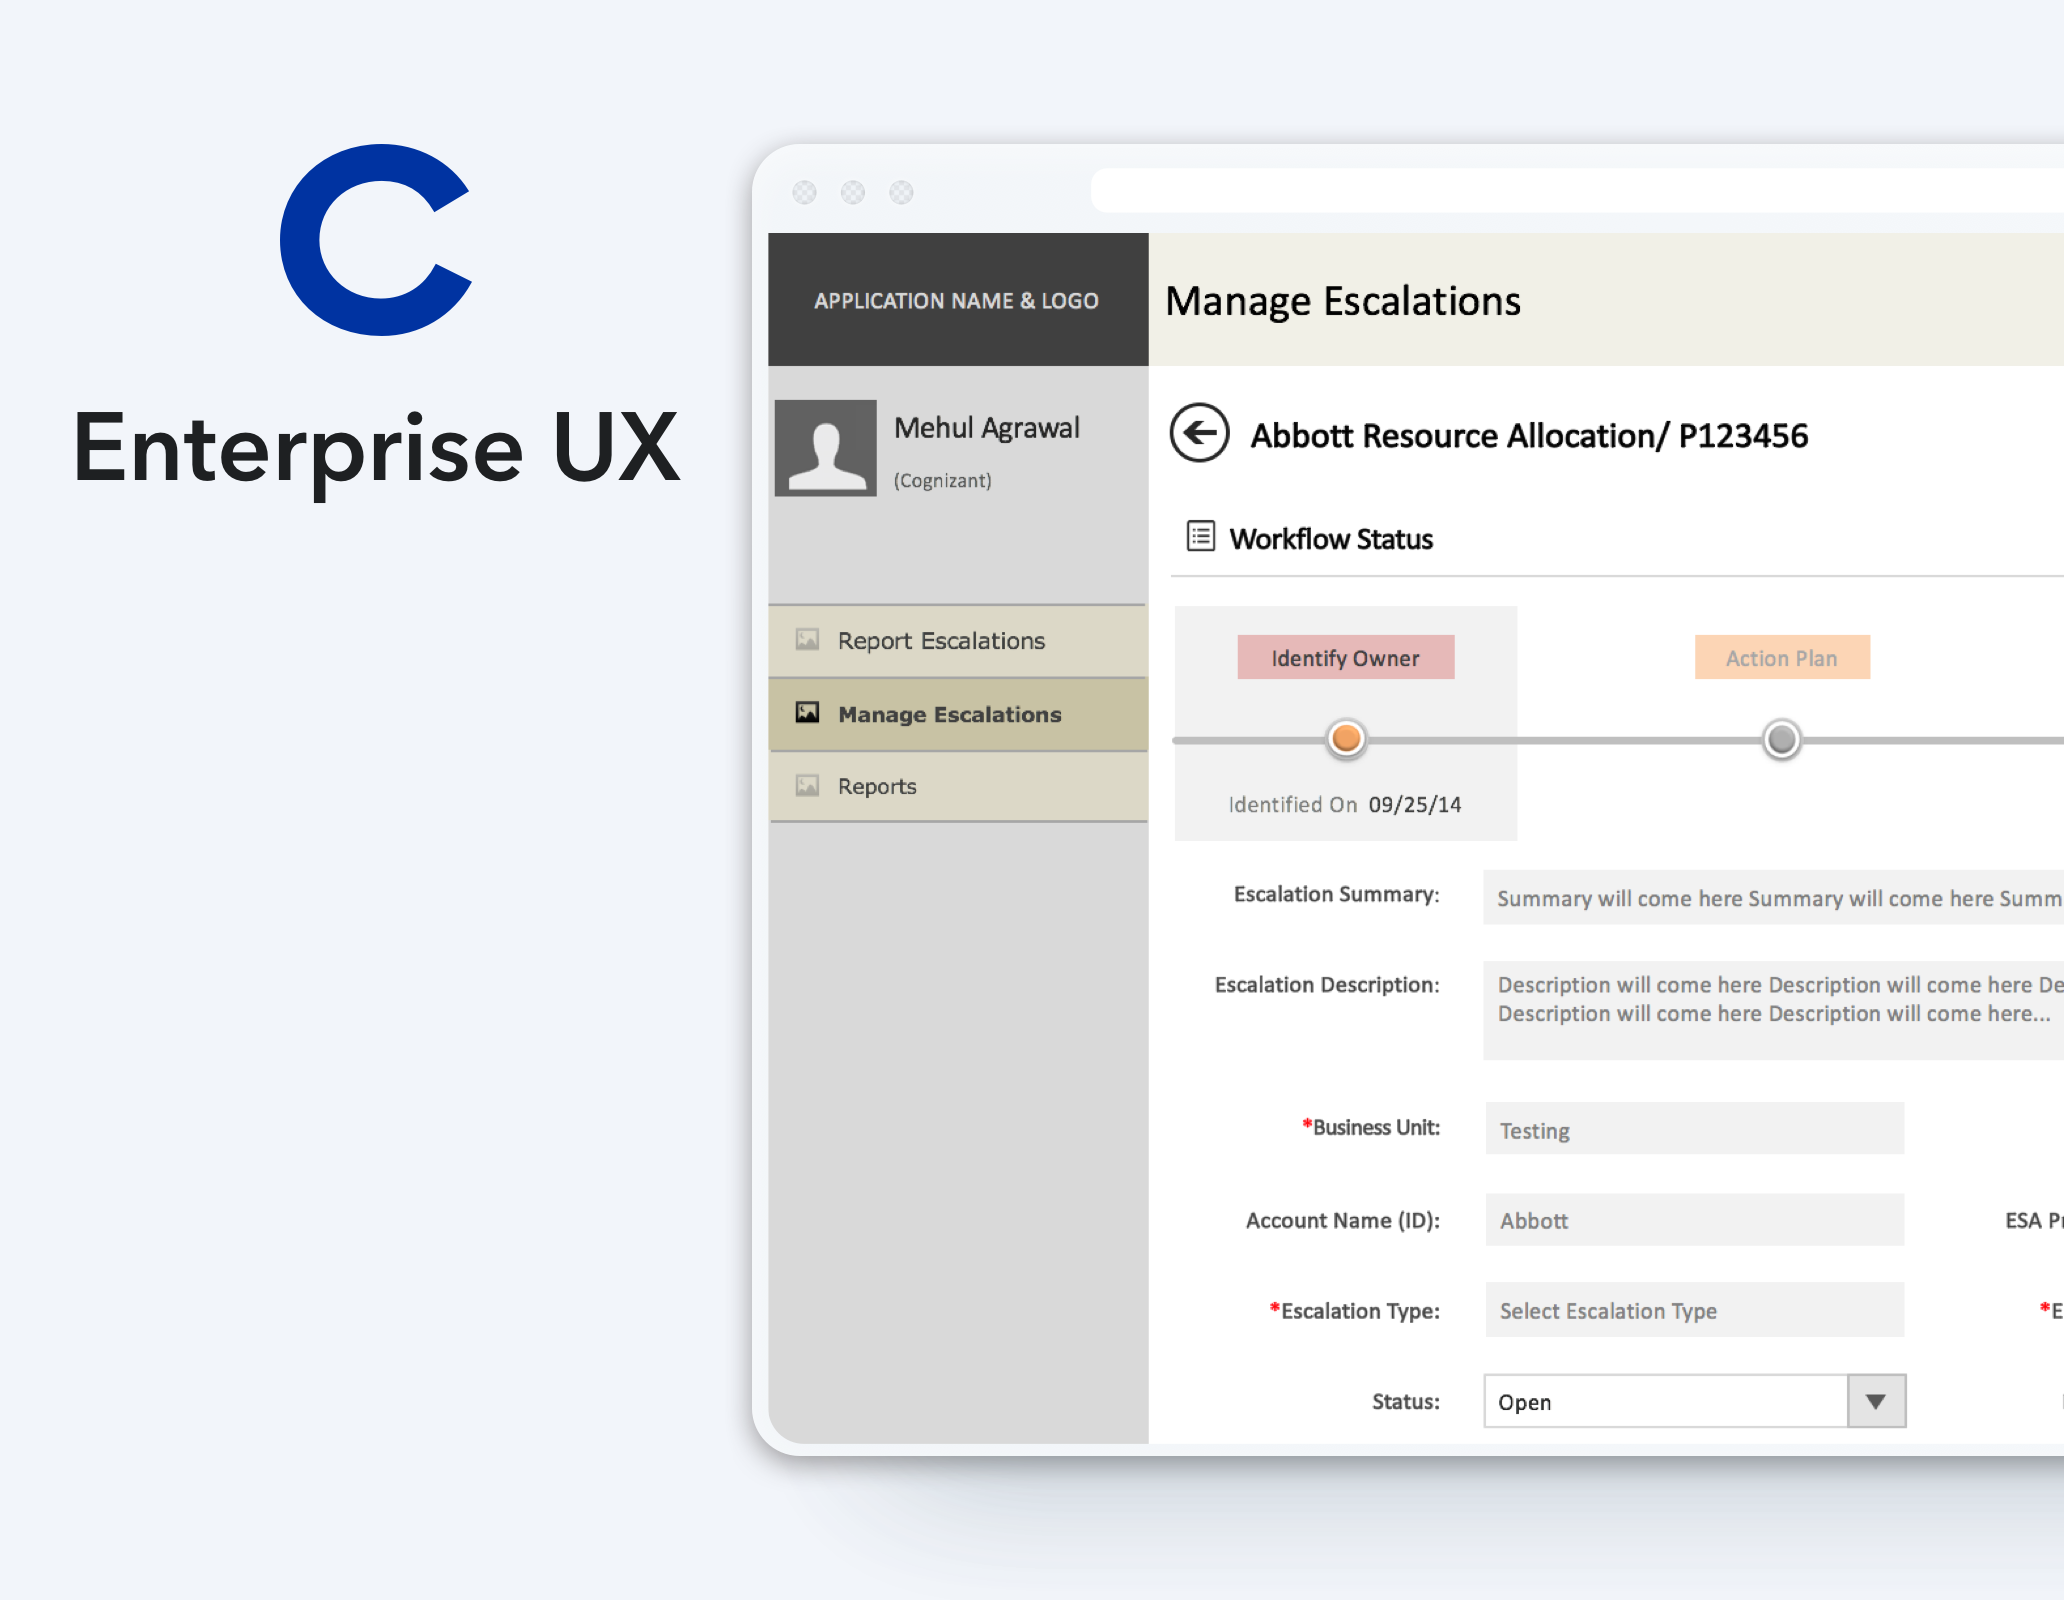 C
Enterprise UX
APPLICATION NAME & LOGO
Manage Escalations
Mehul Agrawal
(Cognizant)
Report Escalations
Manage Escalations
Reports
Abbott Resource Allocation/ P123456
Workflow Status
Identify Owner
Action Plan
Identified On 09/25/14
Escalation Summary:
Summary will come here Summary will come here Summ
Escalation Description:
Description will come here Description will come here De
Description will come here Description will come here...
*Business Unit:
Testing
Account Name (ID):
Abbott
ESA Pr
*Escalation Type:
Select Escalation Type
*E
Status:
Open